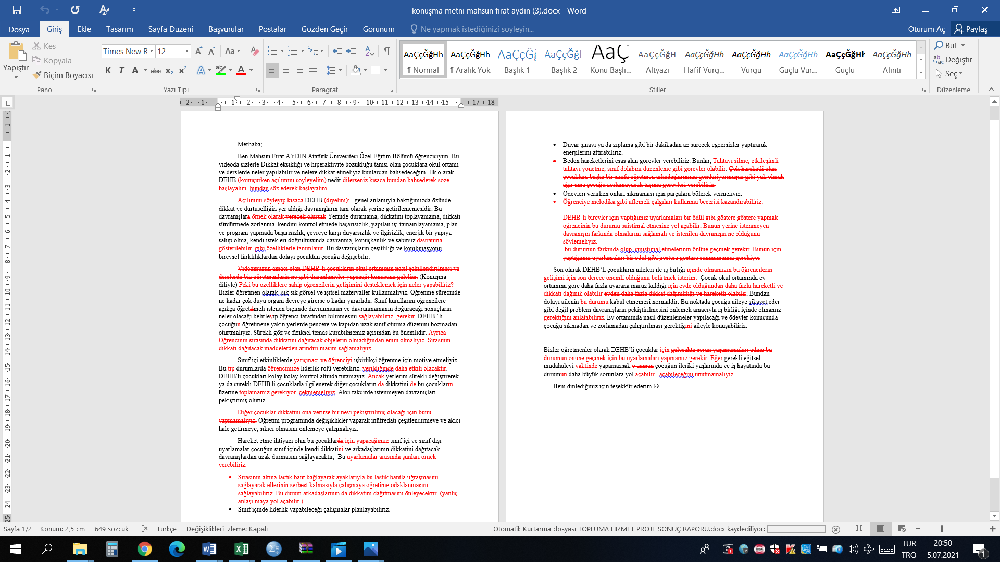 konuşma metni mahsun fırat aydın (3).docx - Word
Dosya Giriş Ekle Tasarım Sayfa Düzeni Başvurular Postalar Gözden Geçir Görünüm Ne yapmak istediğinizi söyleyin... Oturum Aç Paylaş
Yapıştır Kes Kopyala Biçim Boyacısı
Times New R 12
K T A abc x₂ x² A ab A
AaÇçĞğHh AaÇçĞğHh AaÇçĞğ AaÇçĞğH AaÇ AaÇçĞğH AaÇçĞğHh AaÇçĞğHh AaÇçĞğHh AaÇçĞğHh AaÇçĞğHh
¶ Normal ¶ Aralık Yok Başlık 1 Başlık 2 Konu Başlı... Altyazı Hafif Vurg... Vurgu Güçlü Vur... Güçlü Alıntı
Bul Değiştir Seç
Pano Yazı Tipi Paragraf Stiller Düzenleme
Merhaba;
Ben Mahsun Fırat AYDIN Atatürk Ünivesitesi Özel Eğitim Bölümü öğrencisiyim. Bu
videoda sizlerle Dikkat eksikliği ve hiperaktivite bozukluğu tanısı olan çocuklara okul ortamı
ve derslerde neler yapılabilir ve nelere dikkat etmeliyiz bunlardan bahsedeceğim. İlk olarak
DEHB (konuşurken açılımını söyleyelim) nedir dilerseniz kısaca bundan bahsederek söze
başlayalım. bundan söz ederek başlayalım.
Açılımını söyleyip kısaca DEHB (diyelim); genel anlamıyla baktığımızda özünde
dikkat ve dürtüselliğin yer aldığı davranışların tam olarak yerine getirilememesidir. Bu
davranışlara örnek olarak verecek olursak Yerinde duramama, dikkatini toplayamama, dikkati
sürdürmede zorlanma, kendini kontrol etmede başarısızlık, yapılan işi tamamlayamama, plan
ve program yapmada başarısızlık, çevreye karşı duyarsızlık ve ilgisizlik, enerjik bir yapıya
sahip olma, kendi istekleri doğrultusunda davranma, konuşkanlık ve sabırsız davranma
gösterilebilir. gibi özelliklerle tanımlanır. Bu davranışların çeşitliliği ve kombinasyonu
bireysel farklılıklardan dolayı çocuktan çocuğa değişebilir.
Videomuzun amacı olan DEHB'li çocukların okul ortamının nasıl şekillendirilmesi ve
derslerde biz öğretmenlerin ne gibi düzenlemeler yapacağı konusuna gelelim. (Konuşma
diliyle) Peki bu özelliklere sahip öğrencilerin gelişimini desteklemek için neler yapabiliriz?
Bizler öğretmen olarak sık sık görsel ve işitsel materyaller kullanmalıyız. Öğrenme sürecinde
ne kadar çok duyu organı devreye girerse o kadar yararlıdır. Sınıf kurallarını öğrencilere
açıkça öğretilmeli istenen biçimde davranmanın ve davranmamanın doğuracağı sonuçların
neler olacağı belirleyip öğrenci tarafından bilinmesini sağlayabiliriz. gerekir. DEHB 'li
çocuğun öğretmene yakın yerlerde pencere ve kapıdan uzak sınıf oturma düzenini bozmadan
oturtmalıyız. Sürekli göz ve fiziksel temas kurabilmemiz açısından bu önemlidir. Ayrıca
Öğrencinin sırasında dikkatini dağıtacak objelerin olmadığından emin olmalıyız. Sırasının
dikkati dağıtacak maddelerden arındırılmasını sağlamalıyız.
Sınıf içi etkinliklerde yarışmacı ve öğrenciyi işbirlikçi öğrenme için motive etmeliyiz.
Bu tip durumlarda öğrencimize liderlik rolü verebiliriz. verildiğinde daha etkili olacaktır.
DEHB'li çocukları kolay kolay kontrol altında tutamayız. Ancak yerlerini sürekli değiştirerek
ya da sürekli DEHB'li çocuklarla ilgilenerek diğer çocukların da dikkatini de bu çocukların
üzerine toplamamız gerekiyor. çekmemeliyiz. Aksi takdirde istenmeyen davranışları
pekiştirmiş oluruz.
Diğer çocuklar dikkatini ona verirse bir nevi pekiştirilmiş olacağı için bunu
yapmamalıyız. Öğretim programında değişiklikler yaparak müfredatı çeşitlendirmeye ve akıcı
hale getirmeye, sıkıcı olmasını önlemeye çalışmalıyız.
Hareket etme ihtiyacı olan bu çocuklarda için yapacağımız sınıf içi ve sınıf dışı
uyarlamalar çocuğun sınıf içinde kendi dikkatini ve arkadaşlarının dikkatini dağıtacak
davranışlardan uzak durmasını sağlayacaktır, Bu uyarlamalar arasında şunları örnek
verebiliriz.
• Sırasının altına lastik bant bağlayarak ayaklarıyla bu lastik bantla uğraşmasını
sağlayarak ellerinin serbest kalmasıyla çalışmaya öğretime odaklanmasını
sağlayabiliriz. Bu durum arkadaşlarının da dikkatini dağıtmasını önleyecektir. (yanlış
anlaşılmaya yol açabilir.)
• Sınıf içinde liderlik yapabileceği çalışmalar planlayabiliriz.
• Duvar şınavı ya da zıplama gibi bir dakikadan az sürecek egzersizler yaptırarak
enerjilerini attırabiliriz.
• Beden hareketlerini esas alan görevler verebiliriz. Bunlar, Tahtayı silme, etkileşimli
tahtayı yönetme, sınıf dolabını düzenleme gibi görevler olabilir. Çok hareketli olan
çocuklara başka bir sınıfa öğretmen arkadaşlarımıza gönderiyormuşuz gibi yük olarak
ağır ama çocuğu zorlamayacak taşıma görevleri verebiliriz.
• Ödevleri verirken onları sıkmaması için parçalara bölerek vermeliyiz.
• Öğrenciye melodika gibi üflemeli çalgıları kullanma becerisi kazandırabiliriz.
DEHB'li bireyler için yaptığımız uyarlamaları bir ödül gibi göstere göstere yapmak
öğrencinin bu durumu suistimal etmesine yol açabilir. Bunun yerine istenmeyen
davranışın farkında olmalarını sağlamalı ve istenilen davranışın ne olduğunu
söylemeliyiz.
bu durumun farkında olup suiistimal etmelerinin önüne geçmek gerekir. Bunun için
yaptığımız uyarlamaları bir ödül gibi göstere göstere sunmamamız gerekiyor
Son olarak DEHB'li çocukların aileleri ile iş birliği içinde olmamızın bu öğrencilerin
gelişimi için son derece önemli olduğunu belirtmek isterim. Çocuk okul ortamında ev
ortamına göre daha fazla uyarana maruz kaldığı için evde olduğundan daha fazla hareketli ve
dikkati dağınık olabilir evden daha fazla dikkat dağınıklığı ve hareketli olabilir. Bundan
dolayı ailenin bu durumu kabul etmemesi normaldir. Bu noktada çocuğu aileye şikayet eder
gibi değil problem davranışların pekiştirilmesini önlemek amacıyla iş birliği içinde olmamız
gerektiğini anlatabiliriz. Ev ortamında nasıl düzenlemeler yapılacağı ve ödevler konusunda
çocuğu sıkmadan ve zorlamadan çalıştırılması gerektiğini aileyle konuşabiliriz.
Bizler öğretmenler olarak DEHB'li çocuklar için gelecekte sorun yaşamamaları adına bu
durumun önüne geçmek için bu uyarlamaları yapmamız gerekir. Eğer gerekli eğitsel
müdahaleyi vaktinde yapamazsak o zaman çocuğun ileriki yaşlarında ve iş hayatında bu
durumun daha büyük sorunlara yol açabilir. açabileceğini unutmamalıyız.
Beni dinlediğiniz için teşekkür ederim ☺
Sayfa 1/2 Konum: 2,5 cm 649 sözcük Türkçe Değişiklikleri İzleme: Kapalı Otomatik Kurtarma dosyası TOPLUMA HİZMET PROJE SONUÇ RAPORU.docx kaydediliyor:
TUR 20:50
TRQ 5.07.2021 1